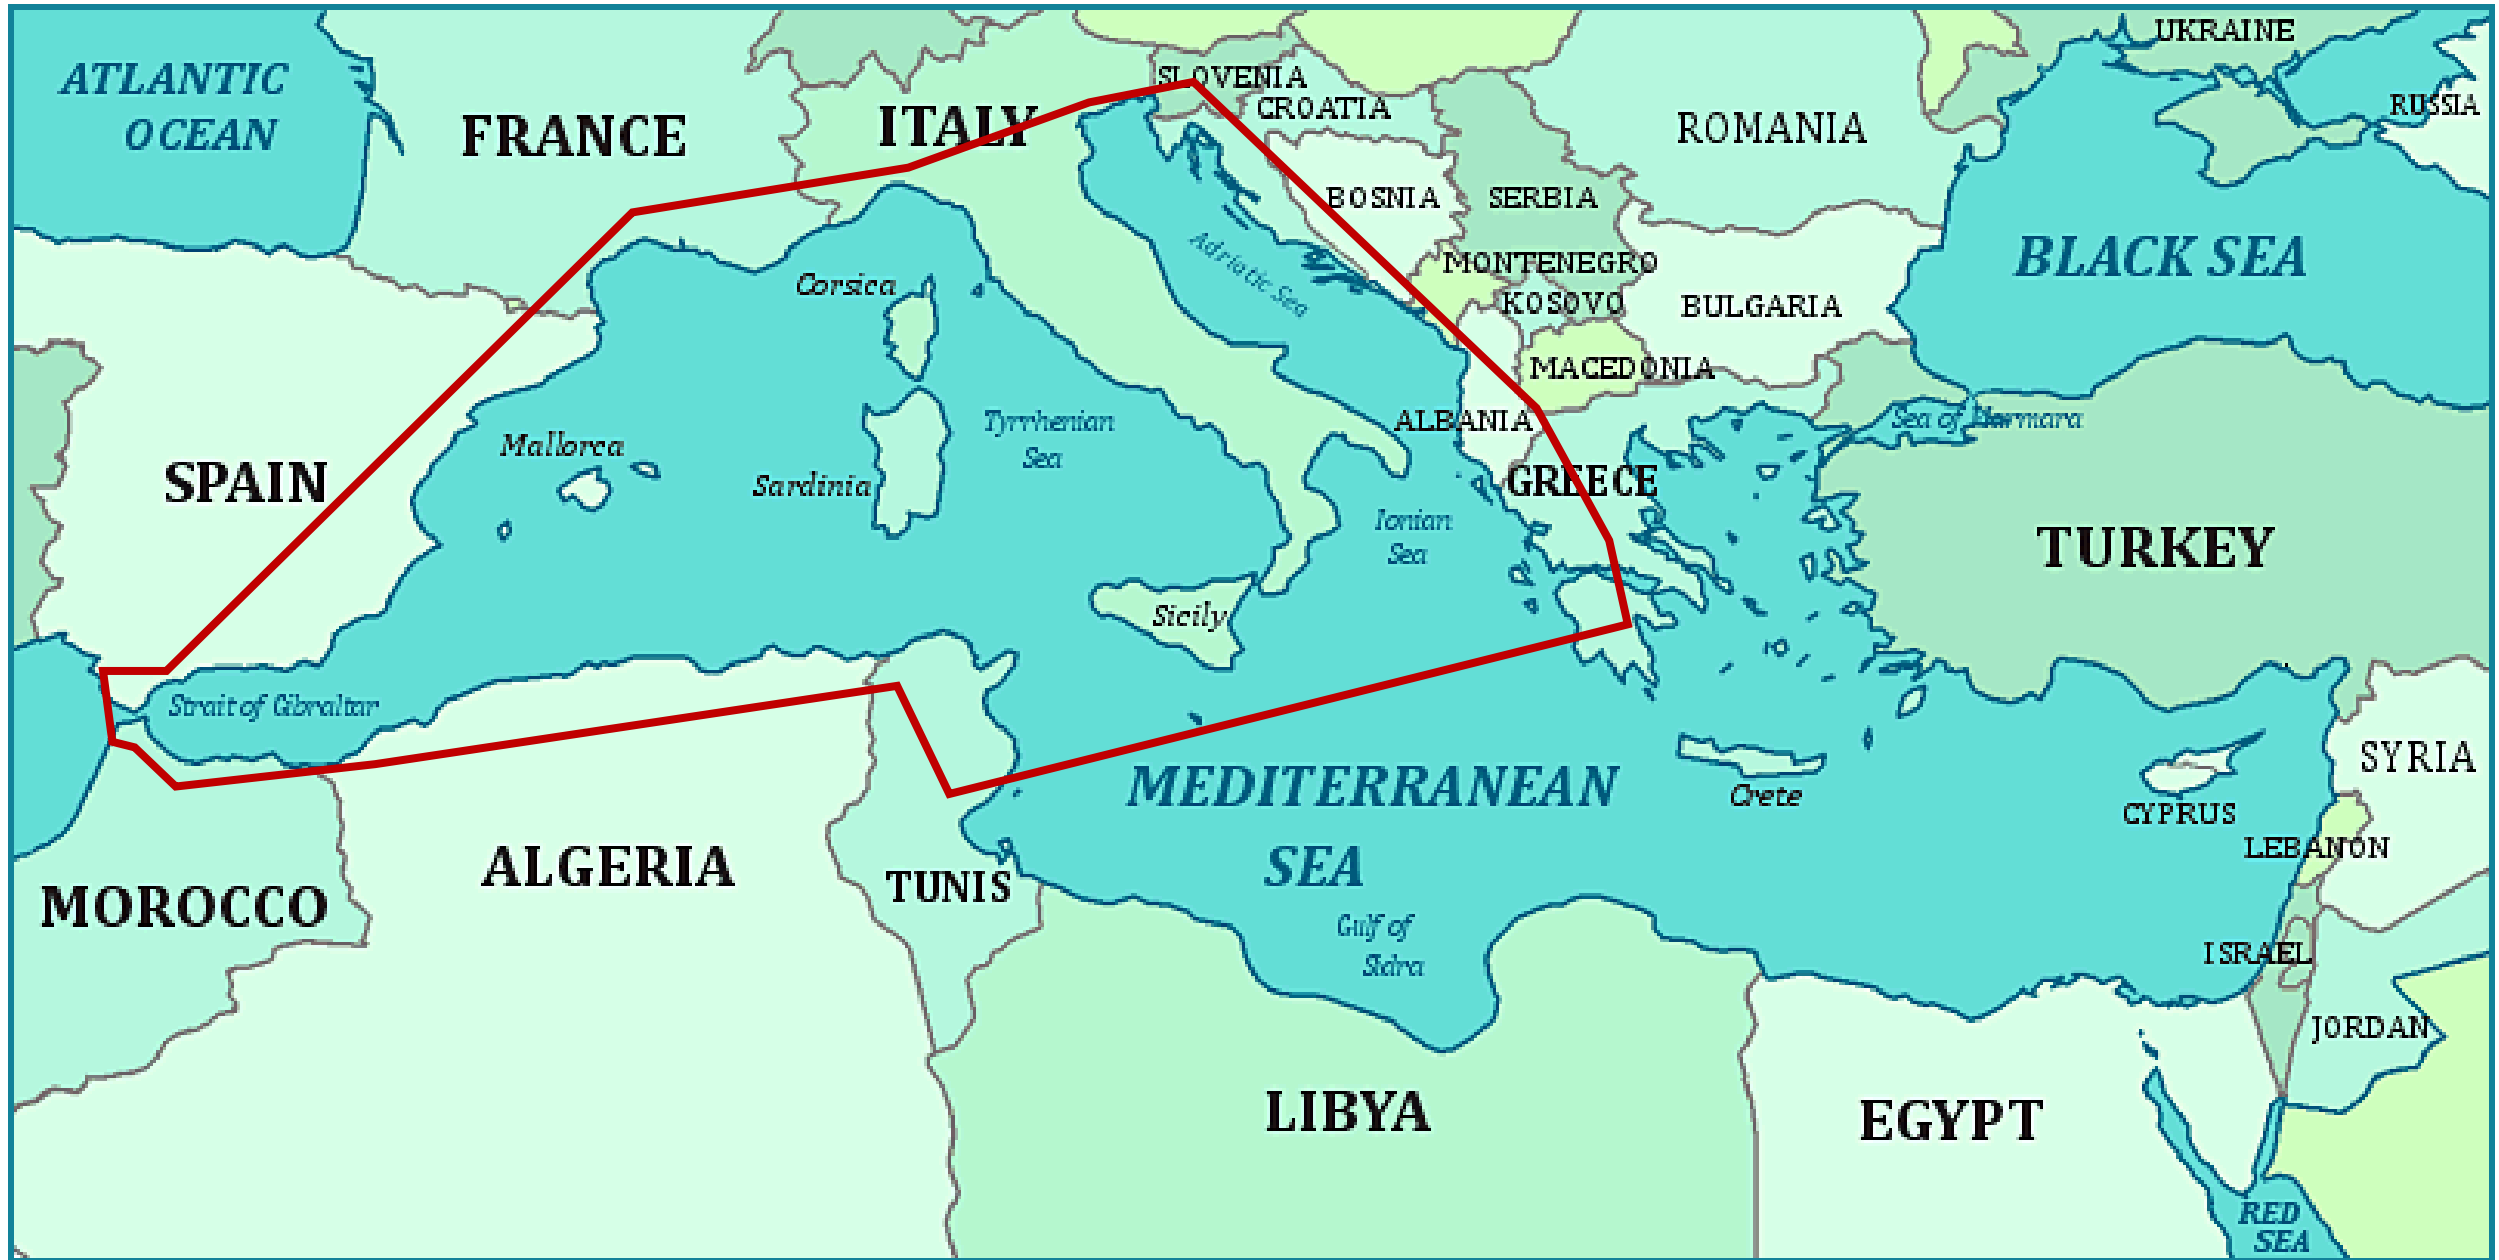 ATLANTIC
OCEAN
FRANCE
ITALY
SLOVENIA
CROATIA
BOSNIA
SERBIA
ROMANIA
UKRAINE
RUSSIA
BLACK SEA
MONTENEGRO
KOSOVO
BULGARIA
MACEDONIA
ALBANIA
GREECE
Adriatic Sea
Corsica
Mallorca
Sardinia
Tyrrhenian
Sea
Ionian
Sea
Sea of Marmara
SPAIN
TURKEY
Sicily
Strait of Gibraltar
MEDITERRANEAN
SEA
Crete
CYPRUS
SYRIA
LEBANON
ISRAEL
JORDAN
MOROCCO
ALGERIA
TUNIS
Gulf of
Sidra
LIBYA
EGYPT
RED
SEA